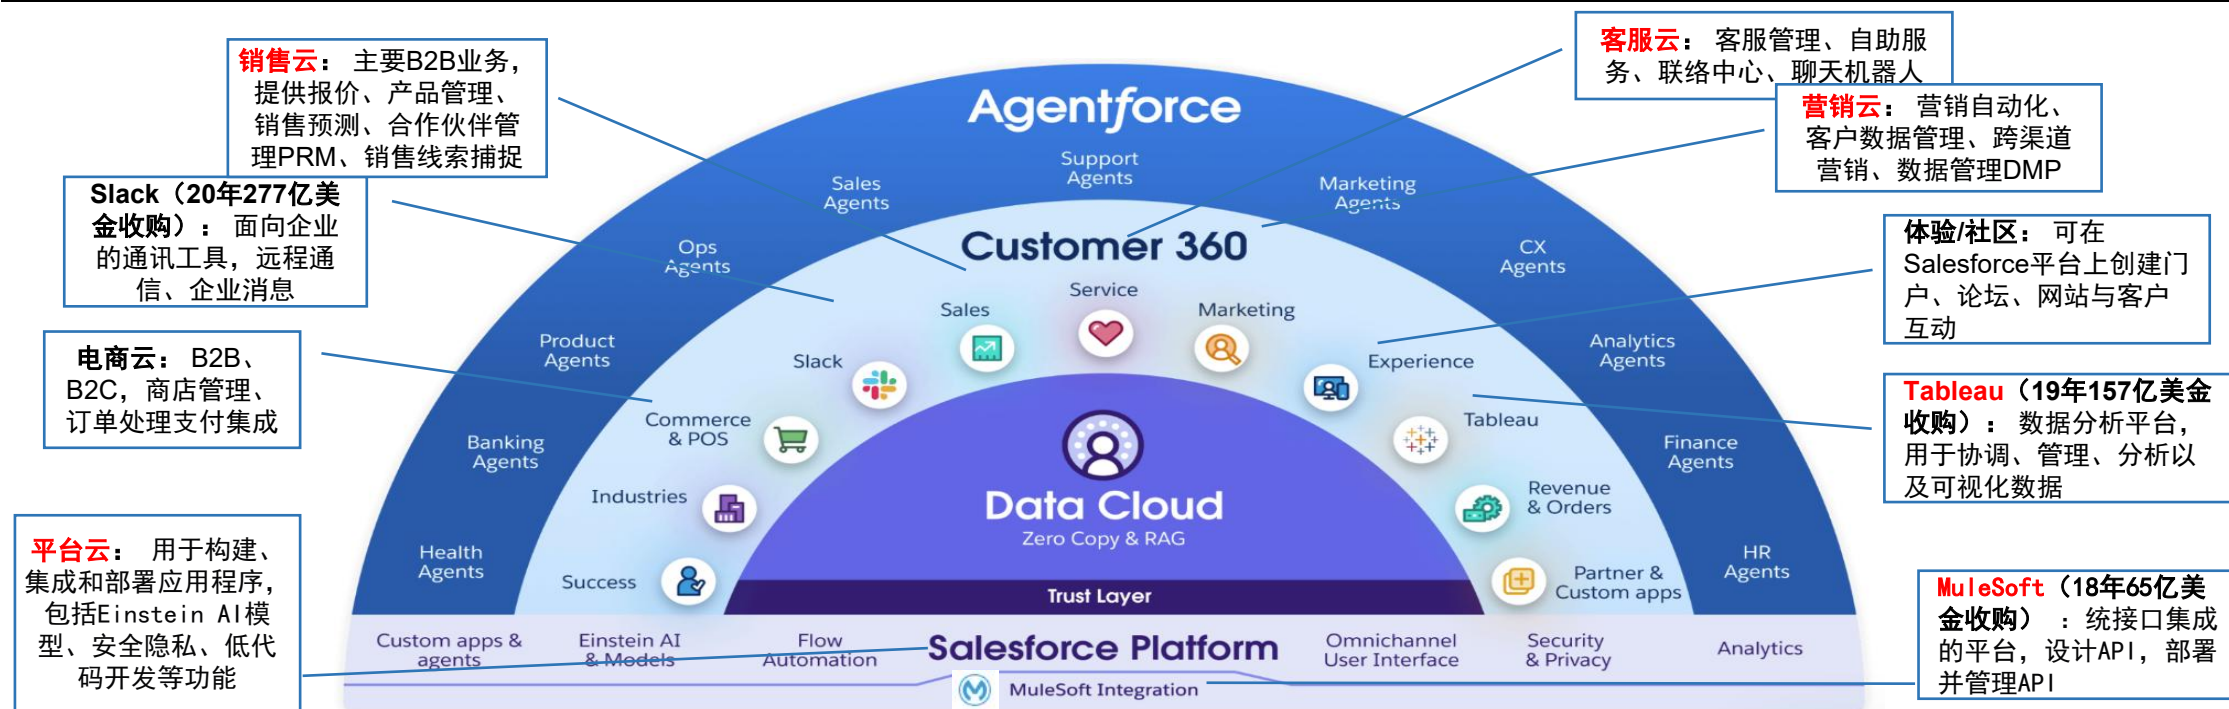 销售云： 主要B2B业务，
提供报价、产品管理、
销售预测、合作伙伴管
理PRM、销售线索捕捉
Slack（20年277亿美
金收购）： 面向企业
的通讯工具，远程通
信、企业消息
电商云： B2B、
B2C，商店管理、
订单处理支付集成
平台云： 用于构建、
集成和部署应用程序，
包括Einstein AI模
型、安全隐私、低代
码开发等功能
客服云： 客服管理、自助服
务、联络中心、聊天机器人
营销云： 营销自动化、
客户数据管理、跨渠道
营销、数据管理DMP
体验/社区： 可在
Salesforce平台上创建门
户、论坛、网站与客户
互动
Tableau（19年157亿美金
收购）： 数据分析平台，
用于协调、管理、分析以
及可视化数据
MuleSoft（18年65亿美
金收购）：统接口集成
的平台，设计API，部署
并管理API
Agentforce
Health
Agents
Banking
Agents
Product
Agents
Ops
Agents
Sales
Agents
Support
Agents
Marketing
Agents
CX
Agents
Analytics
Agents
Finance
Agents
HR
Agents
Customer 360
Success
Industries
Commerce
& POS
Slack
Sales
Service
Marketing
Experience
Tableau
Revenue
& Orders
Partner &
Custom apps
Data Cloud
Zero Copy & RAG
Trust Layer
Custom apps &
agents
Einstein AI
& Models
Flow
Automation
Salesforce Platform
Omnichannel
User Interface
Security
& Privacy
Analytics
MuleSoft Integration